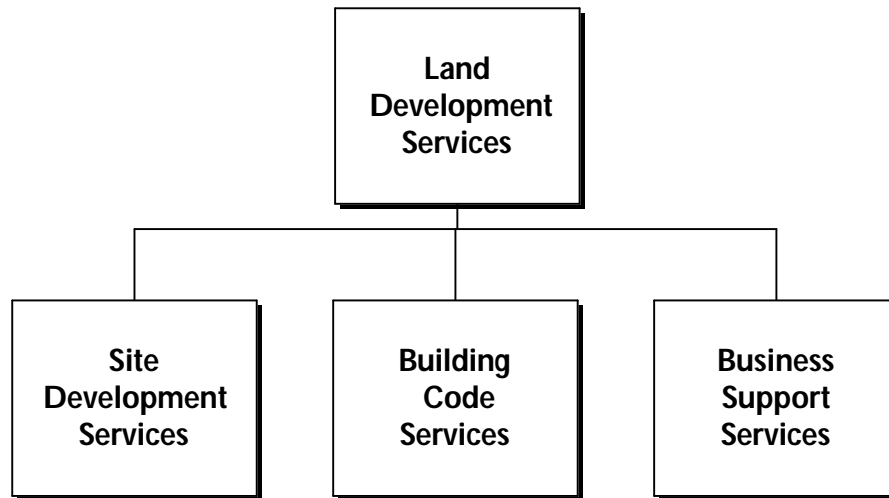 Land
Development
Services
Site
Development
Services
Building
Code
Services
Business
Support
Services